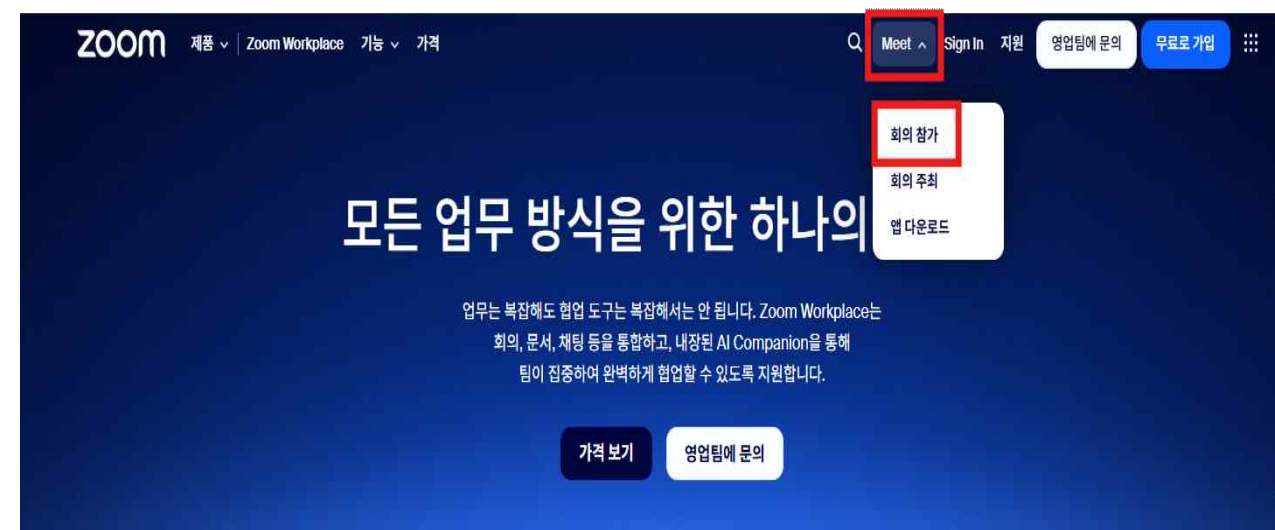 zoom 제품 Zoom Workplace 기능 가격 Meet Sign In 지원 영업팀에 문의 무료로 가입
회의 참가
회의 주최
앱 다운로드
모든 업무 방식을 위한 하나의
업무는 복잡해도 협업 도구는 복잡해서는 안 됩니다. Zoom Workplace는
회의, 문서, 채팅 등을 통합하고, 내장된 AI Companion을 통해
팀이 집중하여 완벽하게 협업할 수 있도록 지원합니다.
가격 보기 영업팀에 문의